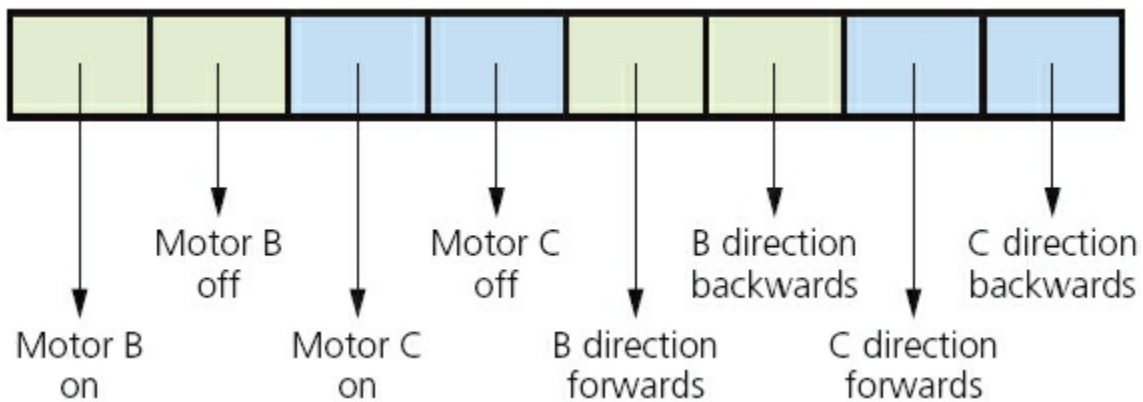 Motor B
off
Motor C
off
B direction
backwards
C direction
backwards
Motor B
on
Motor C
on
B direction
forwards
C direction
forwards